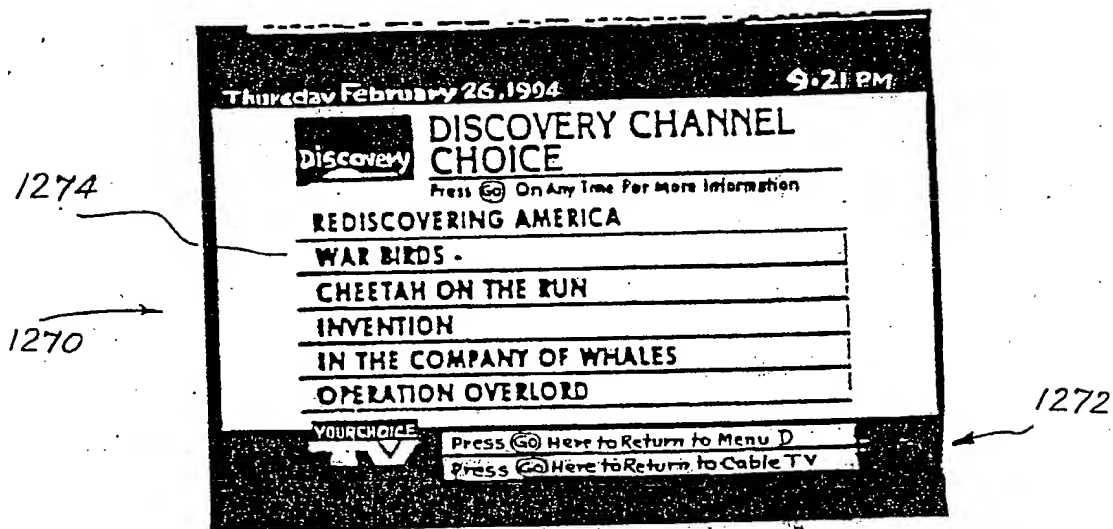 Thursday February 26, 1994
9:21 PM
Discovery
DISCOVERY CHANNEL
CHOICE
Press Go On Any Time For More Information
1274
REDISCOVERING AMERICA
WAR BIRDS -
CHEETAH ON THE RUN
1270
INVENTION
IN THE COMPANY OF WHALES
OPERATION OVERLORD
1272
YOUR CHOICE
TV
Press Go Here to Return to Menu D
Press Go Here to Return to Cable TV